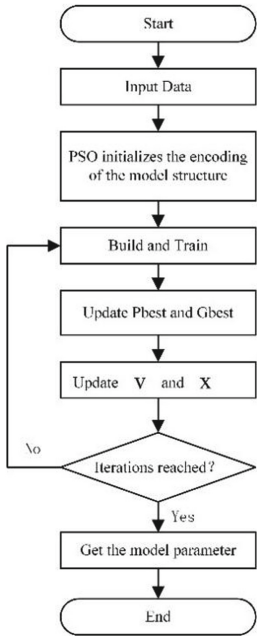 Start
Input Data
PSO initializes the encoding
of the model structure
Build and Train
Update Pbest and Gbest
Update V and X
\o
Iterations reached?
Yes
Get the model parameter
End